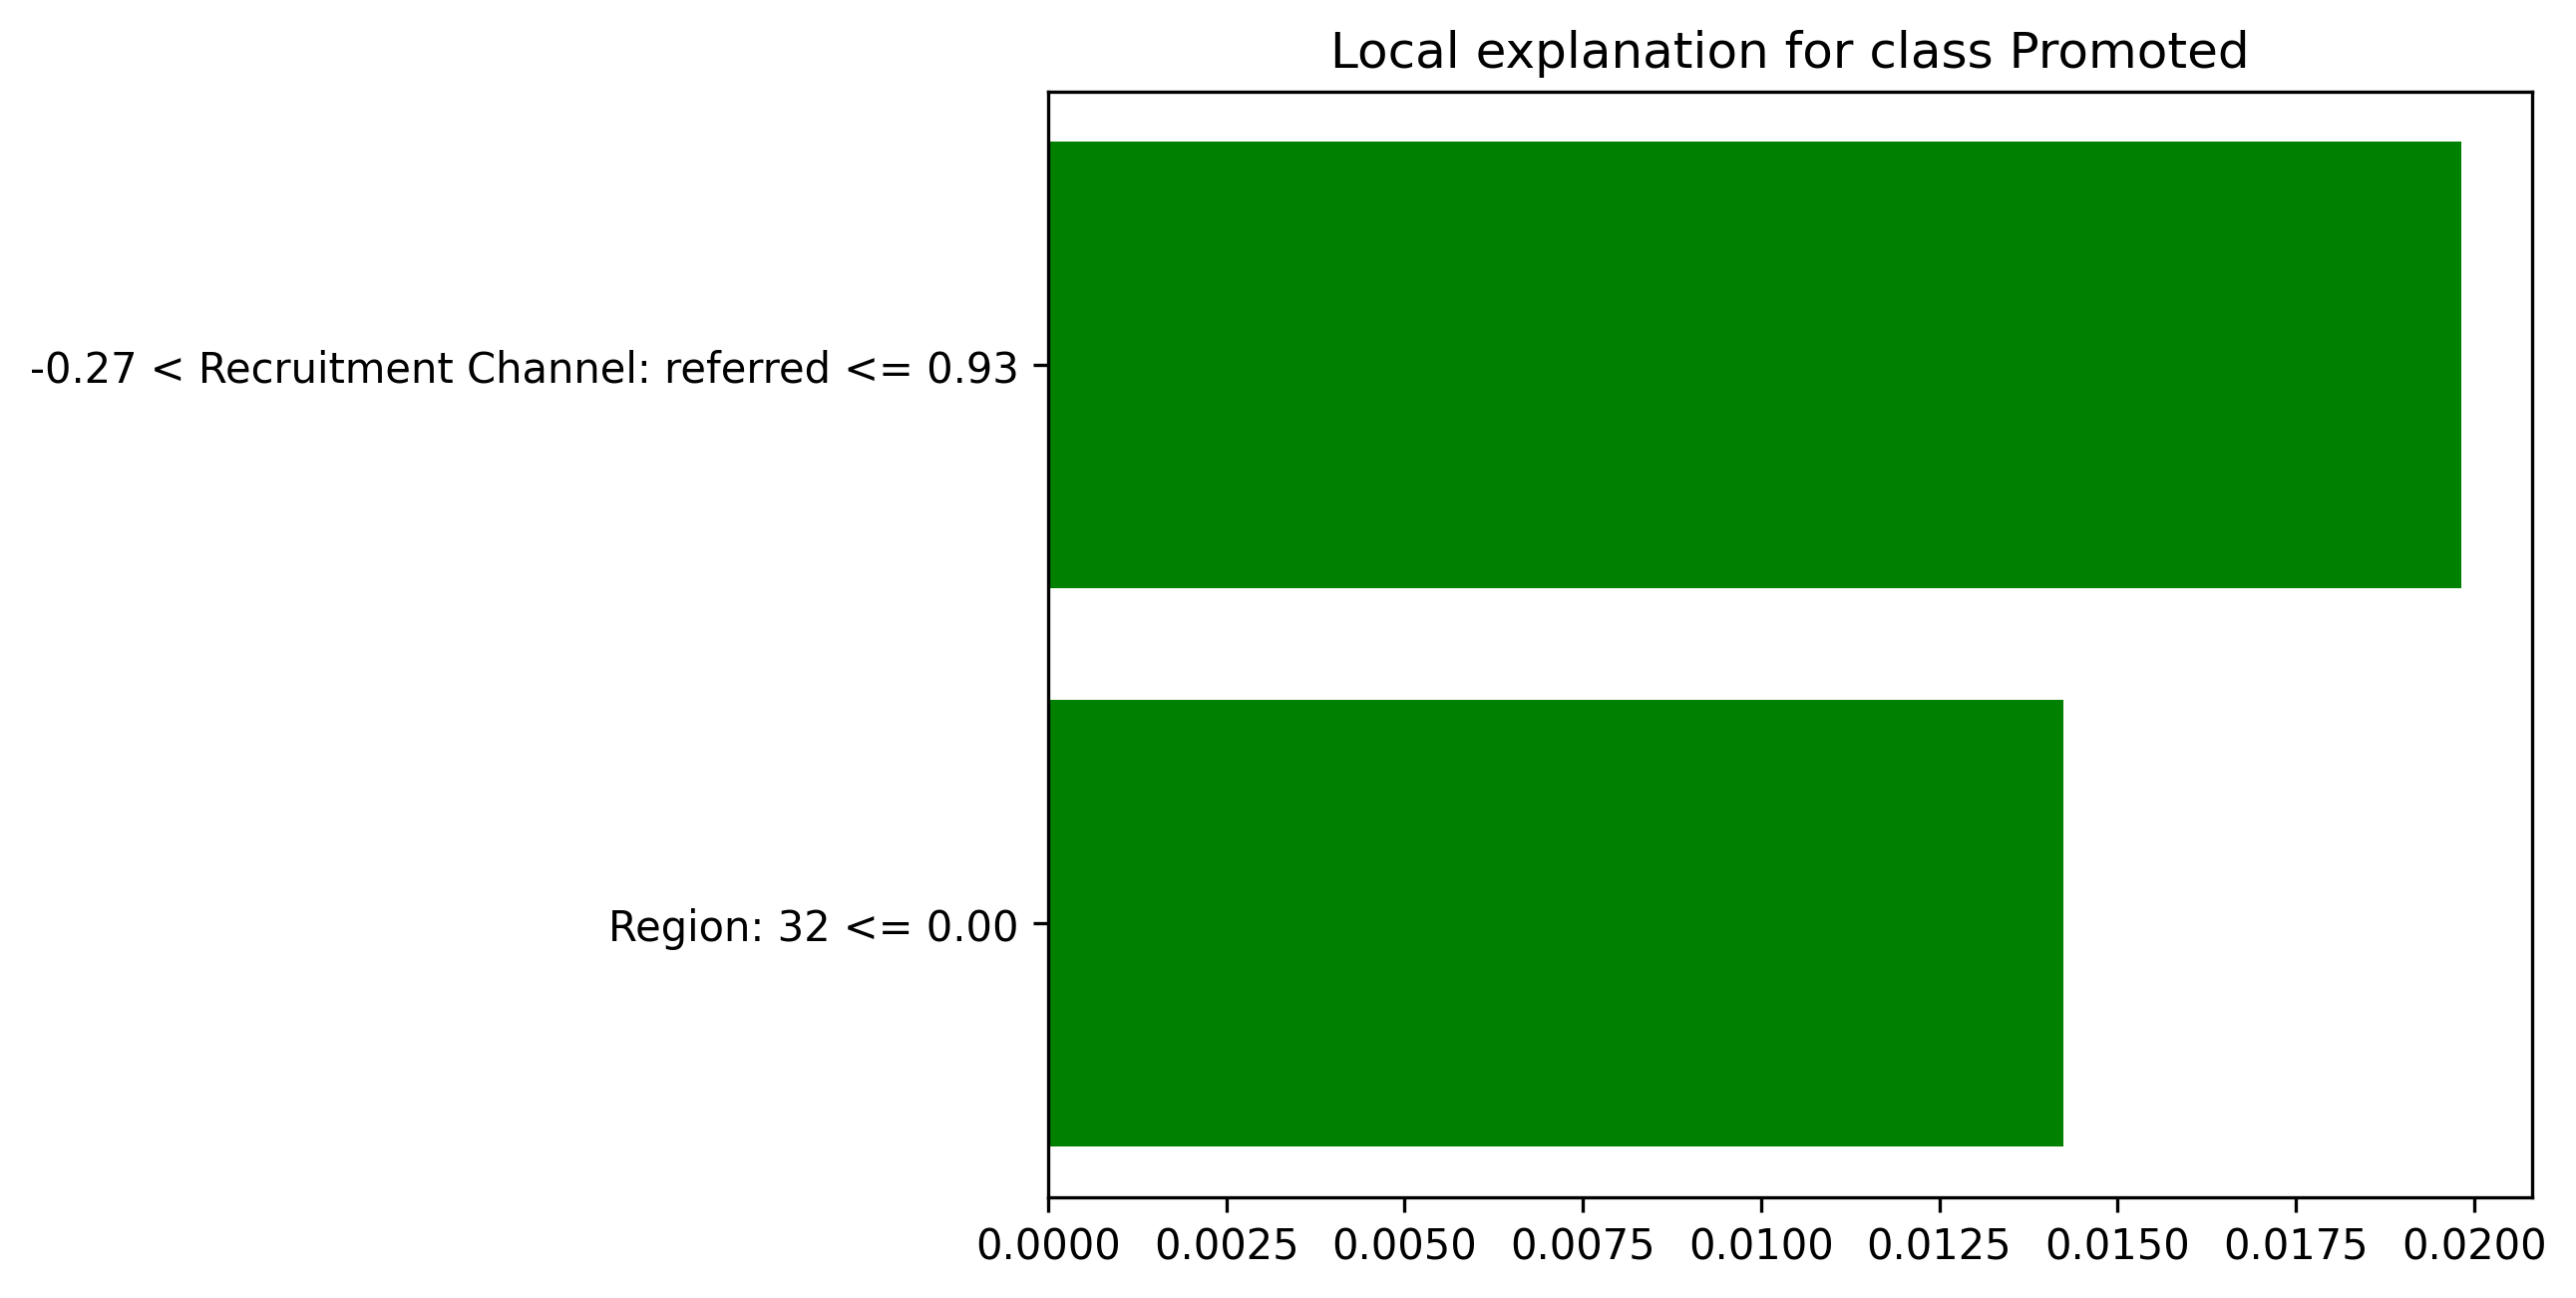 Local explanation for class Promoted
-0.27 < Recruitment Channel: referred <= 0.93
Region: 32 <= 0.00
0.0000 0.0025 0.0050 0.0075 0.0100 0.0125 0.0150 0.0175 0.0200